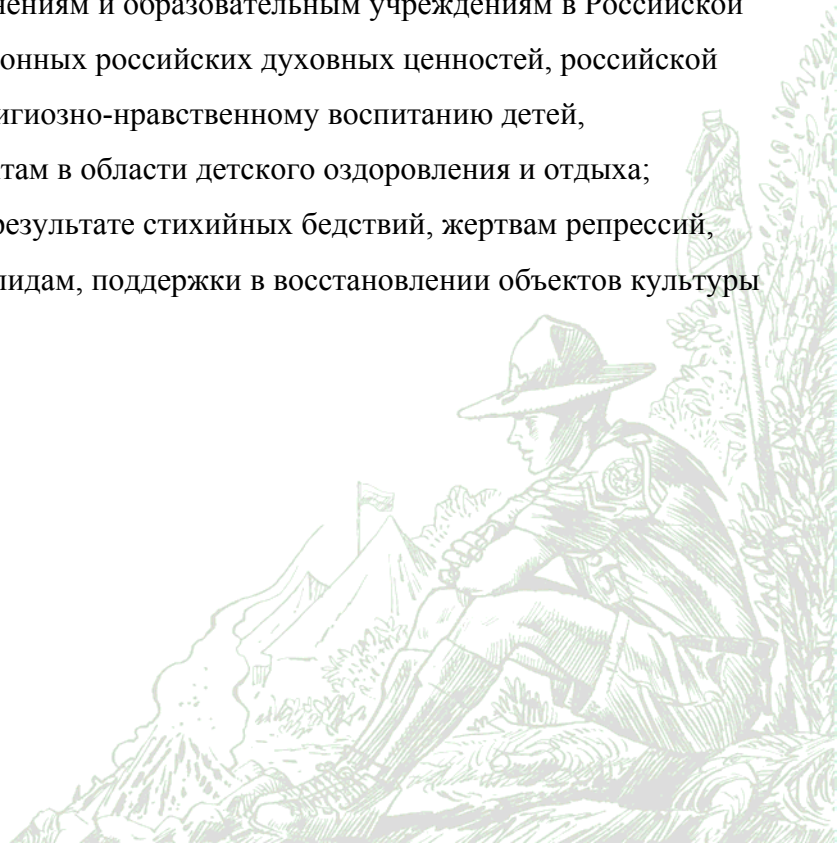 нениям и образовательным учреждениям в Российской
онных российских духовных ценностей, российской
игиозно-нравственному воспитанию детей,
там в области детского оздоровления и отдыха;
результате стихийных бедствий, жертвам репрессий,
лидам, поддержки в восстановлении объектов культуры